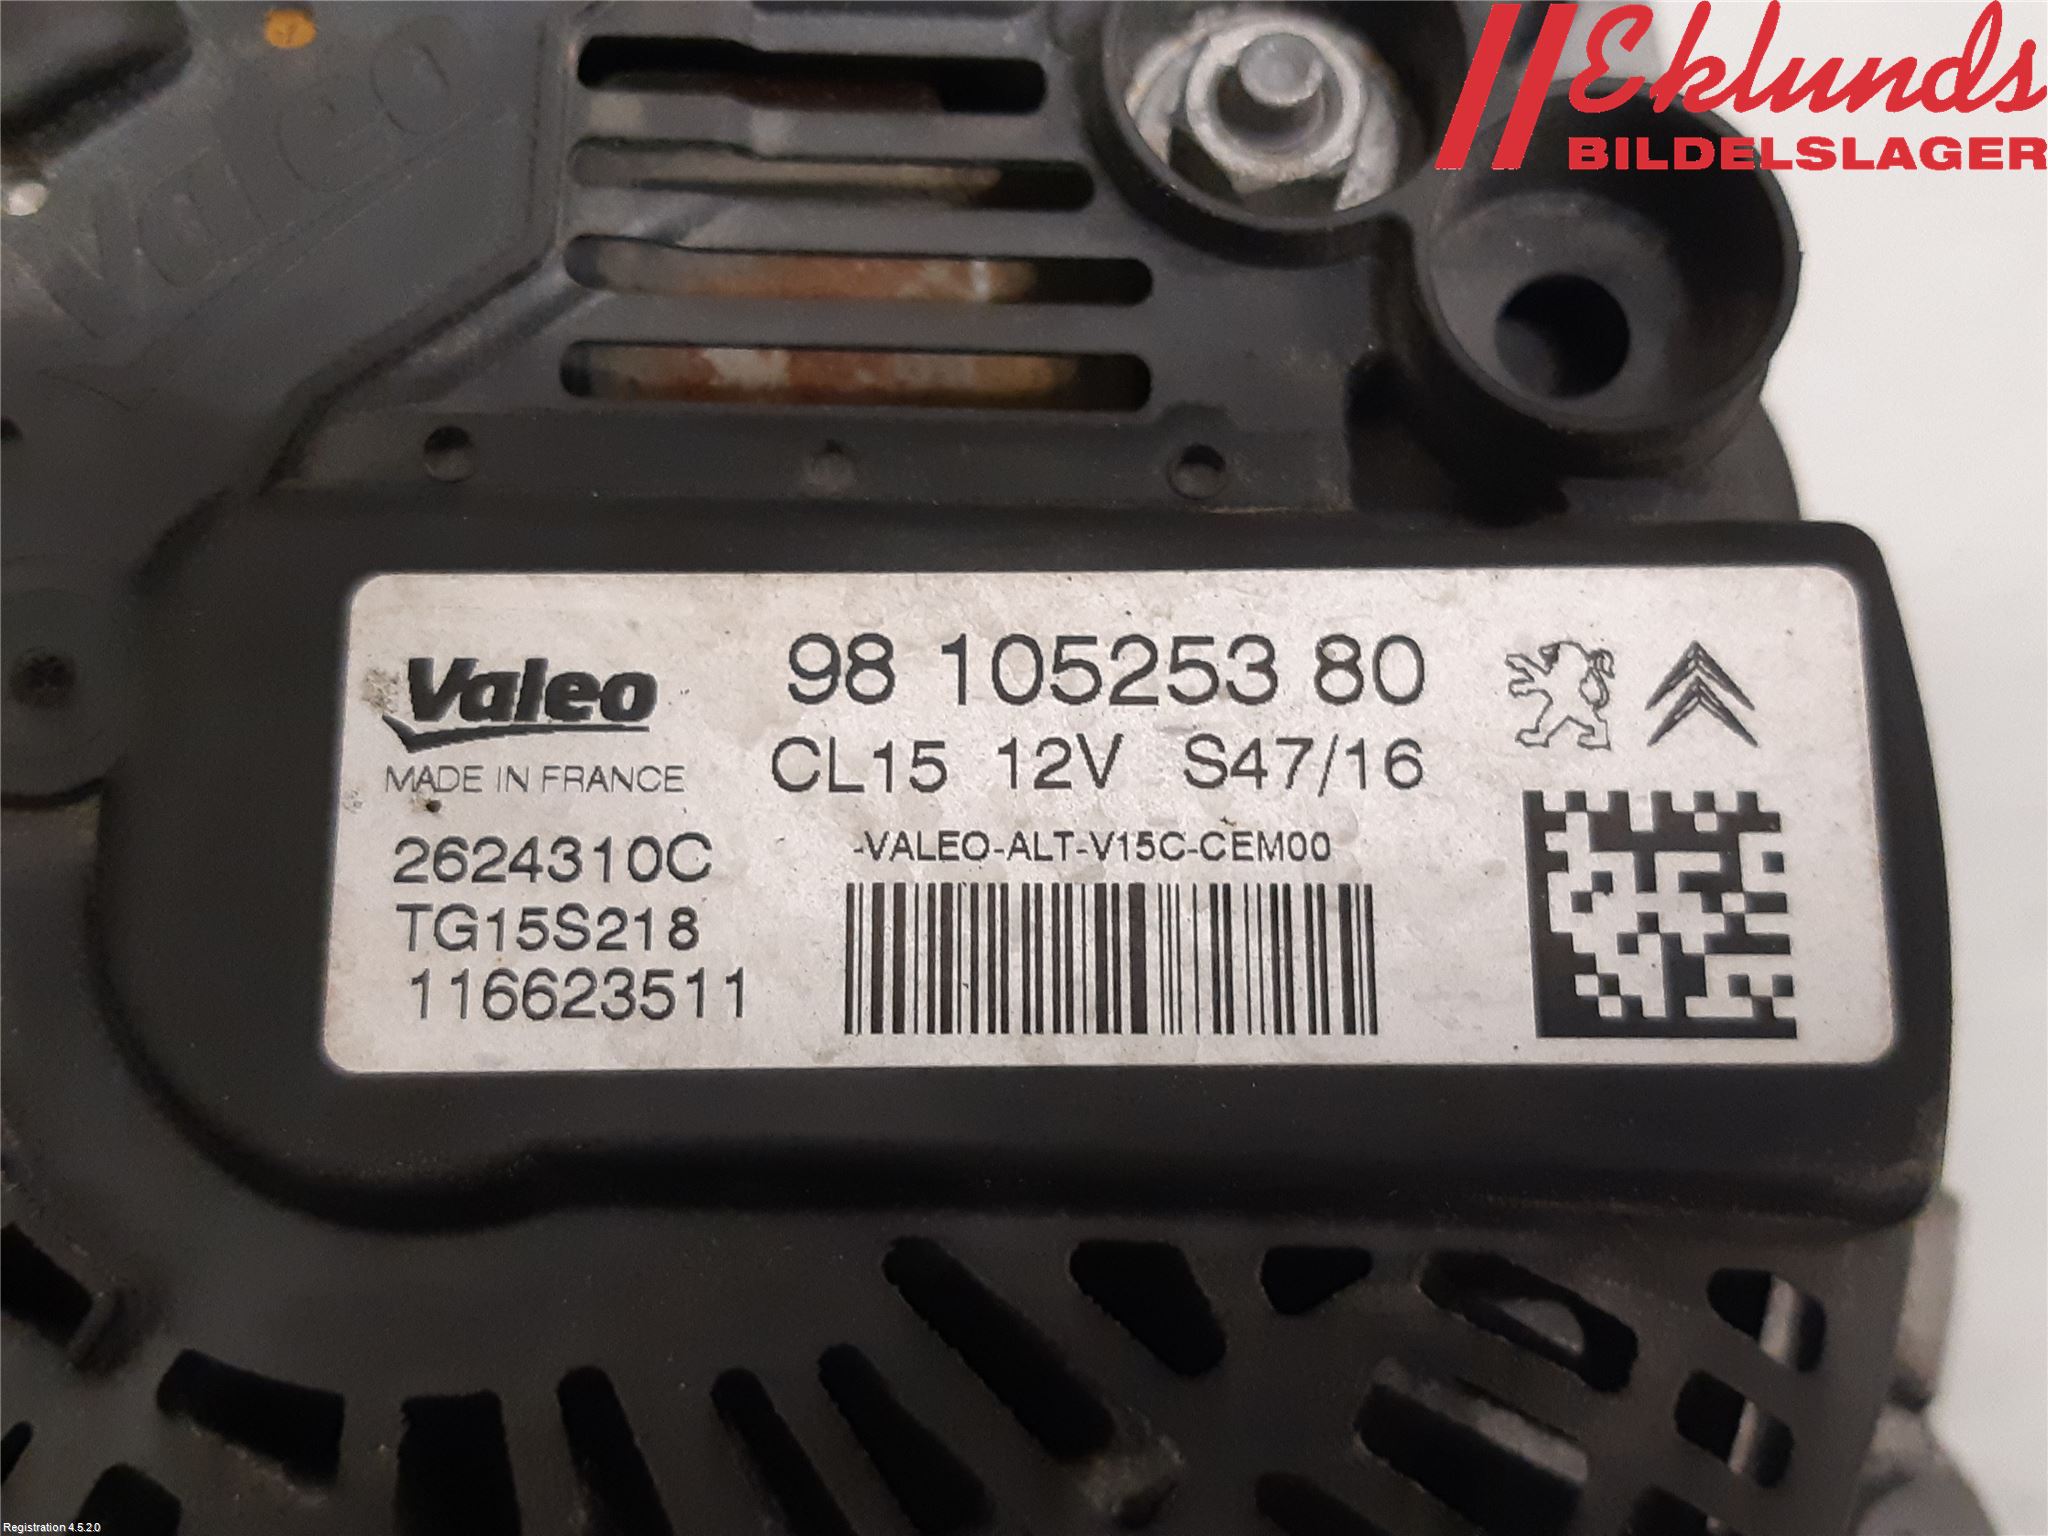 Eklunds
BILDELSLAGER
Valeo
Valeo
MADE IN FRANCE
98 105253 80
CL15 12V S47/16
2624310C
TG15S218
116623511
-VALEO-ALT-V15C-CEM00
Registration 4.5.2.0